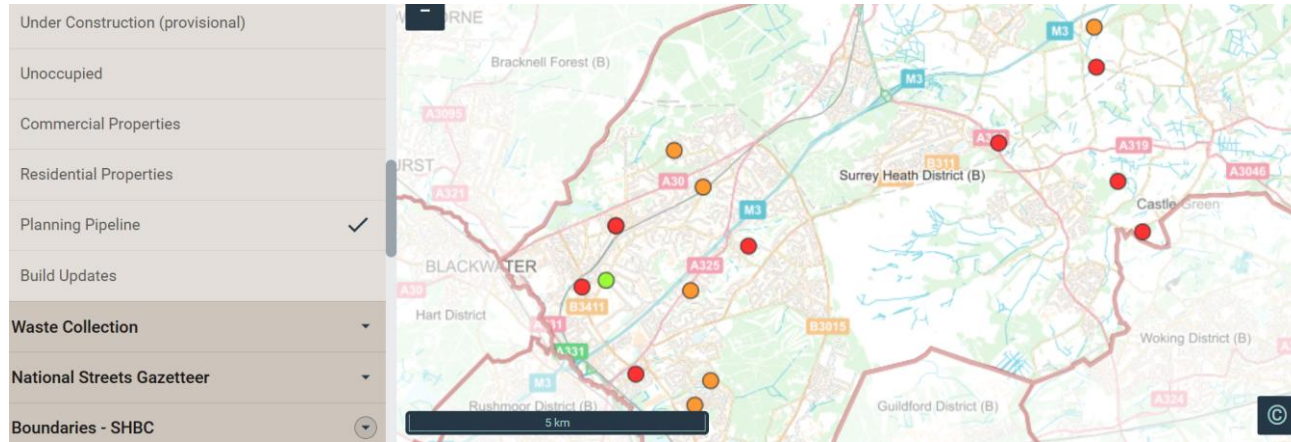 Under Construction (provisional)
Unoccupied
Commercial Properties
Residential Properties
Planning Pipeline
Build Updates
Waste Collection
National Streets Gazetteer
Boundaries - SHBC
−
M3
Bracknell Forest (B)
M3
A3095
B311
A319
A3046
Surrey Heath District (B)
A30
A321
Castle Green
M3
BLACKWATER
A325
A30
Hart District
B3411
B3015
Woking District (B)
A331
M3
Rushmoor District (B)
Guildford District (B)
A324
5 km
©